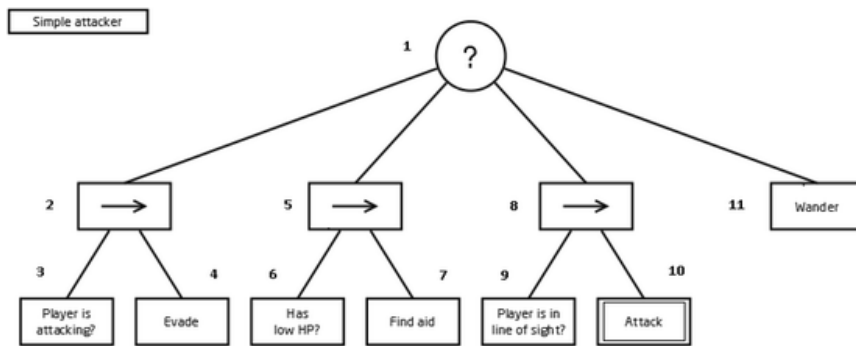 Simple attacker
1
?
2
5
8
11
Wander
3
4
6
7
9
10
Player is
attacking?
Evade
Has
low HP?
Find aid
Player is in
line of sight?
Attack